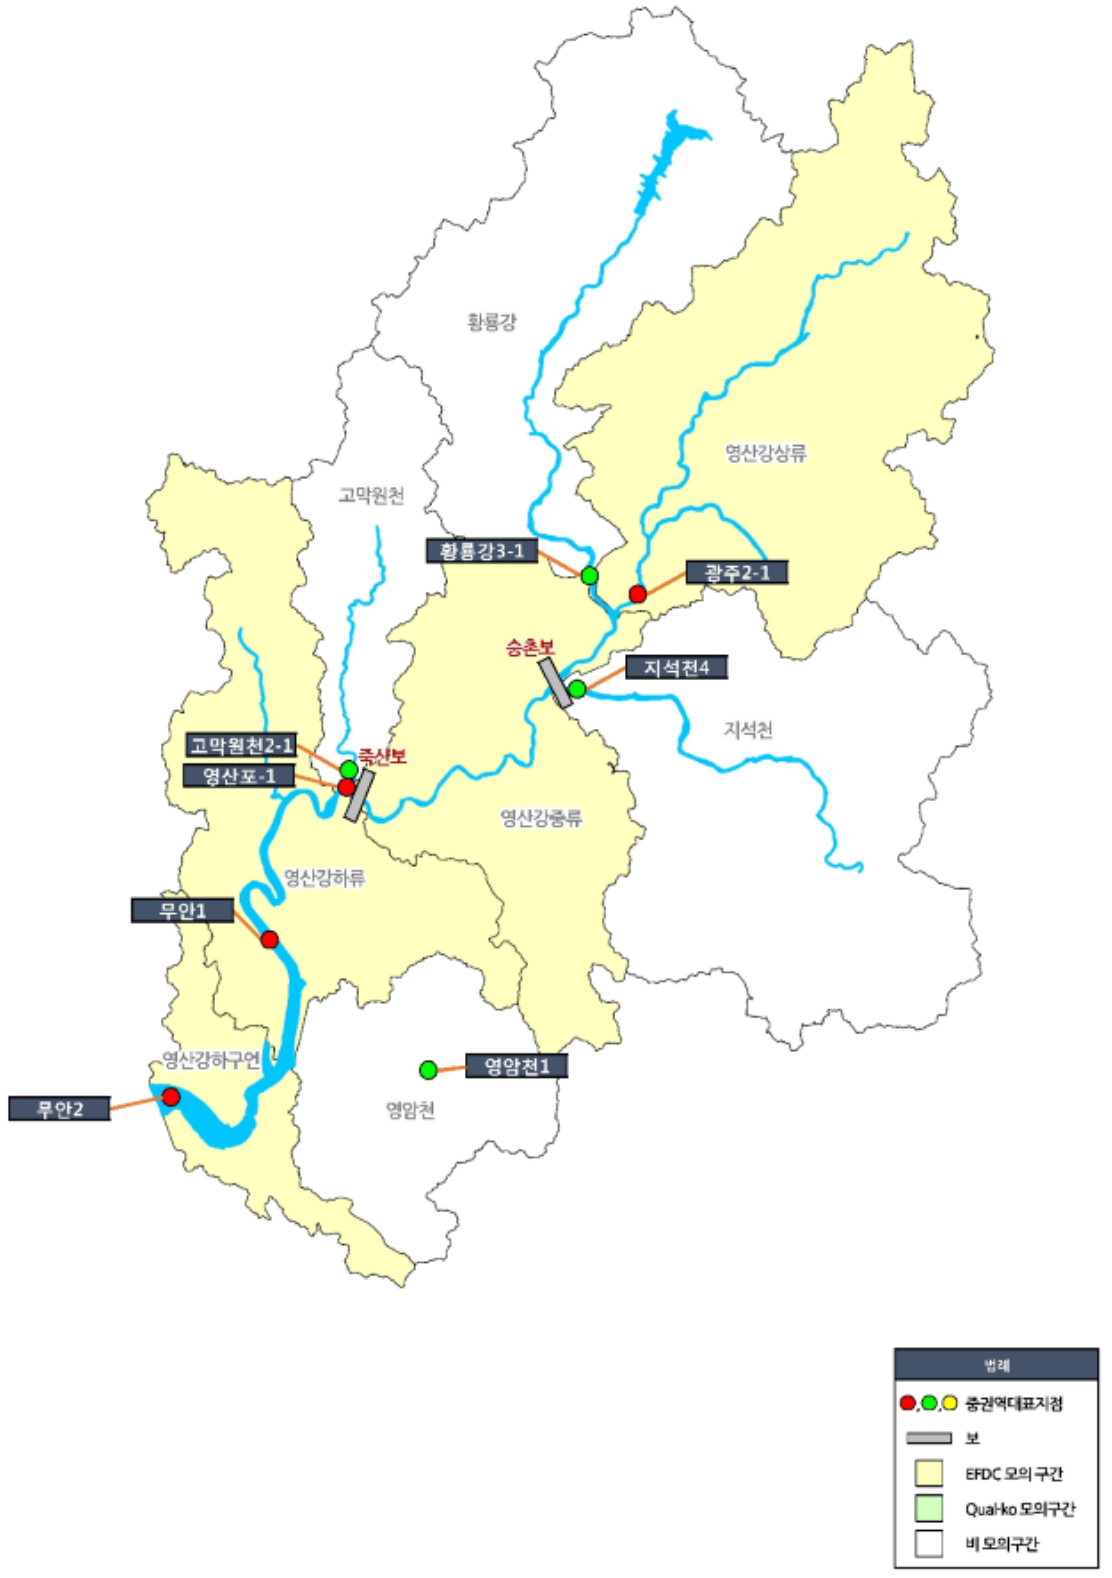 황룡강
영산강상류
고막원천
황룡강3-1
광주2-1
승촌보
지석천4
지석천
고막원천2-1
죽산보
영산포-1
영산강중류
영산강하류
무안1
영산강하구언
영암천1
무안2
영암천
범례
중권역대표지점
보
EFDC 모의 구간
Qual-ko 모의구간
비 모의구간